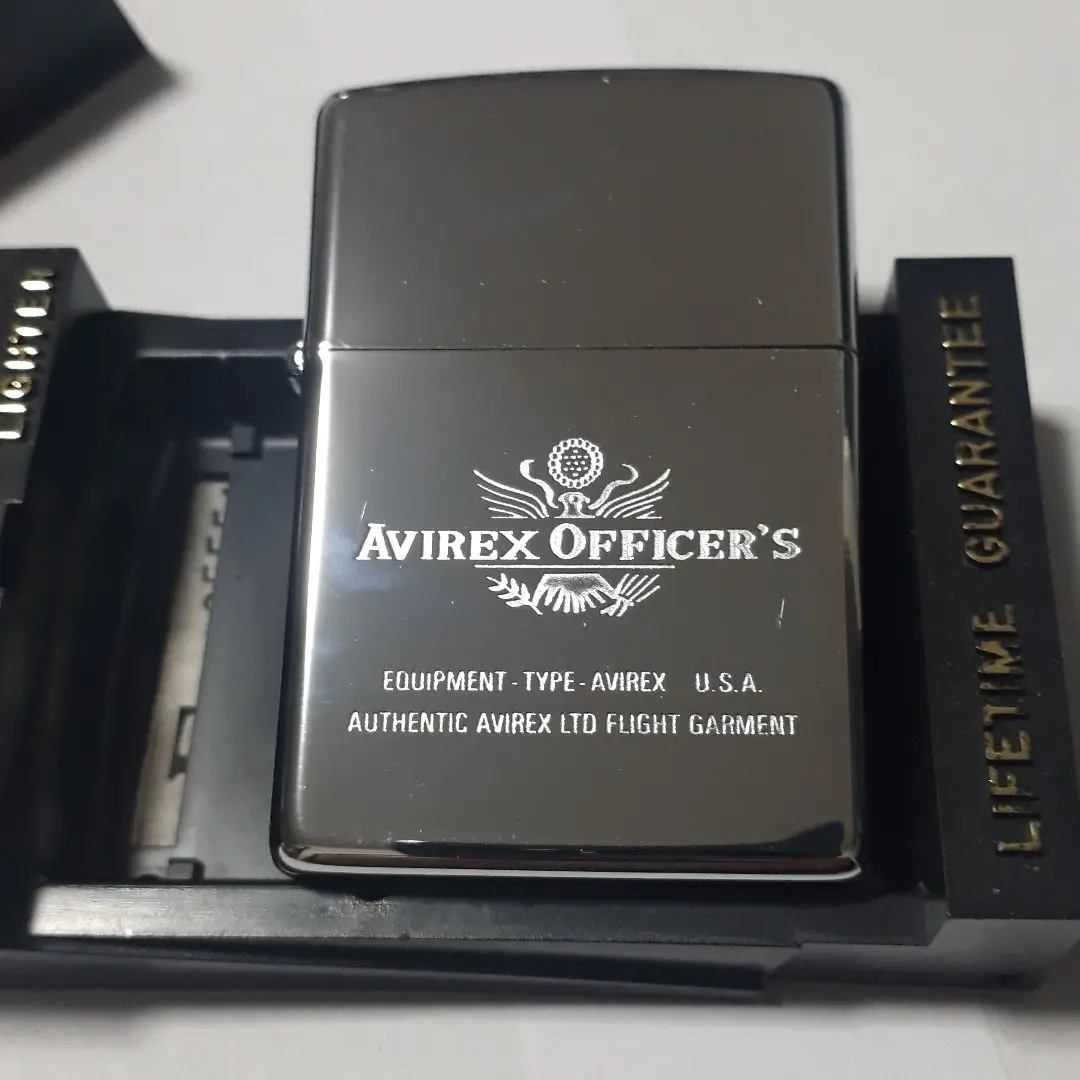 AVIREX OFFICER'S
EQUIPMENT - TYPE - AVIREX U.S.A.
AUTHENTIC AVIREX LTD FLIGHT GARMENT
LIGHTER
LIFETIME GUARANTEE